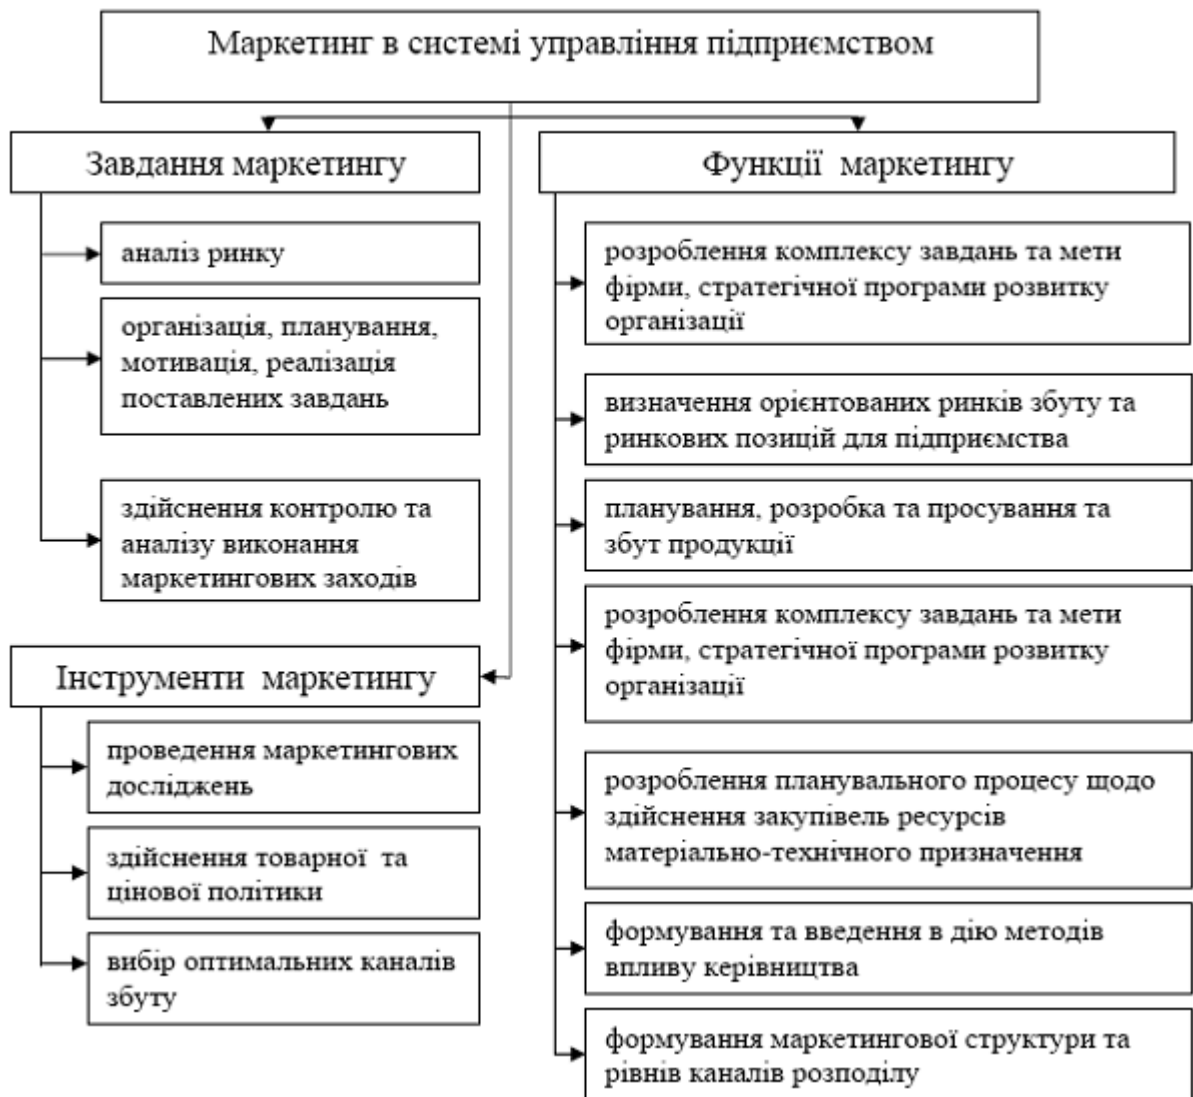 Маркетинг в системі управління підприємством
Завдання маркетингу
аналіз ринку
організація, планування,
мотивація, реалізація
поставлених завдань
здійснення контролю та
аналізу виконання
маркетингових заходів
Інструменти маркетингу
проведення маркетингових
досліджень
здійснення товарної та
цінової політики
вибір оптимальних каналів
збуту
Функції маркетингу
розроблення комплексу завдань та мети
фірми, стратегічної програми розвитку
організації
визначення орієнтованих ринків збуту та
ринкових позицій для підприємства
планування, розробка та просування та
збут продукції
розроблення комплексу завдань та мети
фірми, стратегічної програми розвитку
організації
розроблення планувального процесу щодо
здійснення закупівель ресурсів
матеріально-технічного призначення
формування та введення в дію методів
впливу керівництва
формування маркетингової структури та
рівнів каналів розподілу